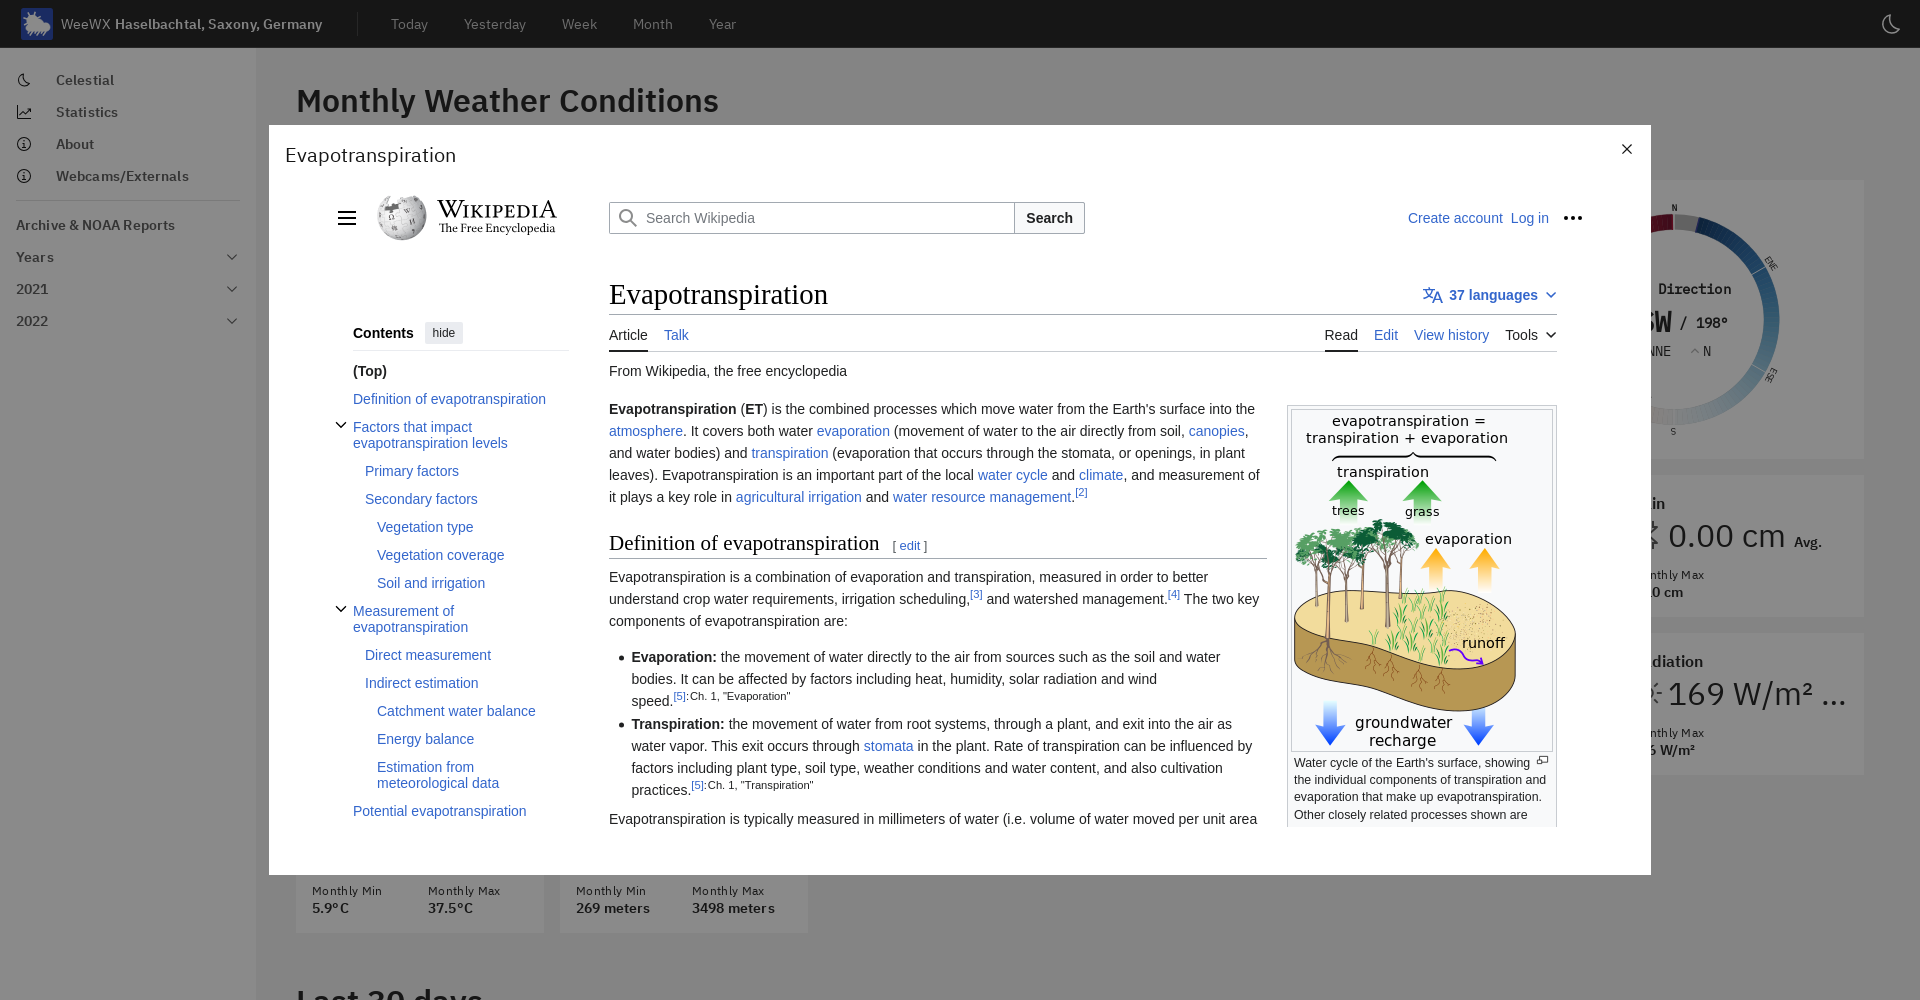 WeeWX Haselbachtal, Saxony, Germany
Today
Yesterday
Week
Month
Year
Celestial
Statistics
About
Webcams/Externals
Archive & NOAA Reports
Years
2021
2022
Monthly Weather Conditions
Evapotranspiration
WIKIPEDIA
The Free Encyclopedia
Search Wikipedia
Search
Create account
Log in
Evapotranspiration
37 languages
Article
Talk
Read
Edit
View history
Tools
Contents
hide
(Top)
Definition of evapotranspiration
Factors that impact
evapotranspiration levels
Primary factors
Secondary factors
Vegetation type
Vegetation coverage
Soil and irrigation
Measurement of
evapotranspiration
Direct measurement
Indirect estimation
Catchment water balance
Energy balance
Estimation from
meteorological data
Potential evapotranspiration
From Wikipedia, the free encyclopedia
Evapotranspiration (ET) is the combined processes which move water from the Earth's surface into the
atmosphere. It covers both water evaporation (movement of water to the air directly from soil, canopies,
and water bodies) and transpiration (evaporation that occurs through the stomata, or openings, in plant
leaves). Evapotranspiration is an important part of the local water cycle and climate, and measurement of
it plays a key role in agricultural irrigation and water resource management.[2]
Definition of evapotranspiration [ edit ]
Evapotranspiration is a combination of evaporation and transpiration, measured in order to better
understand crop water requirements, irrigation scheduling,[3] and watershed management.[4] The two key
components of evapotranspiration are:
• Evaporation: the movement of water directly to the air from sources such as the soil and water
bodies. It can be affected by factors including heat, humidity, solar radiation and wind
speed.[5]:Ch. 1, "Evaporation"
• Transpiration: the movement of water from root systems, through a plant, and exit into the air as
water vapor. This exit occurs through stomata in the plant. Rate of transpiration can be influenced by
factors including plant type, soil type, weather conditions and water content, and also cultivation
practices.[5]:Ch. 1, "Transpiration"
Evapotranspiration is typically measured in millimeters of water (i.e. volume of water moved per unit area
evapotranspiration =
transpiration + evaporation
transpiration
trees
grass
evaporation
runoff
groundwater
recharge
Water cycle of the Earth's surface, showing
the individual components of transpiration and
evaporation that make up evapotranspiration.
Other closely related processes shown are
N
ENE
Direction
/ 198°
NNE
N
ESE
S
0.00 cm Avg.
Max
cm
169 W/m² ...
Max
W/m²
Monthly Min
5.9°C
Monthly Max
37.5°C
Monthly Min
269 meters
Monthly Max
3498 meters
Last 30 days